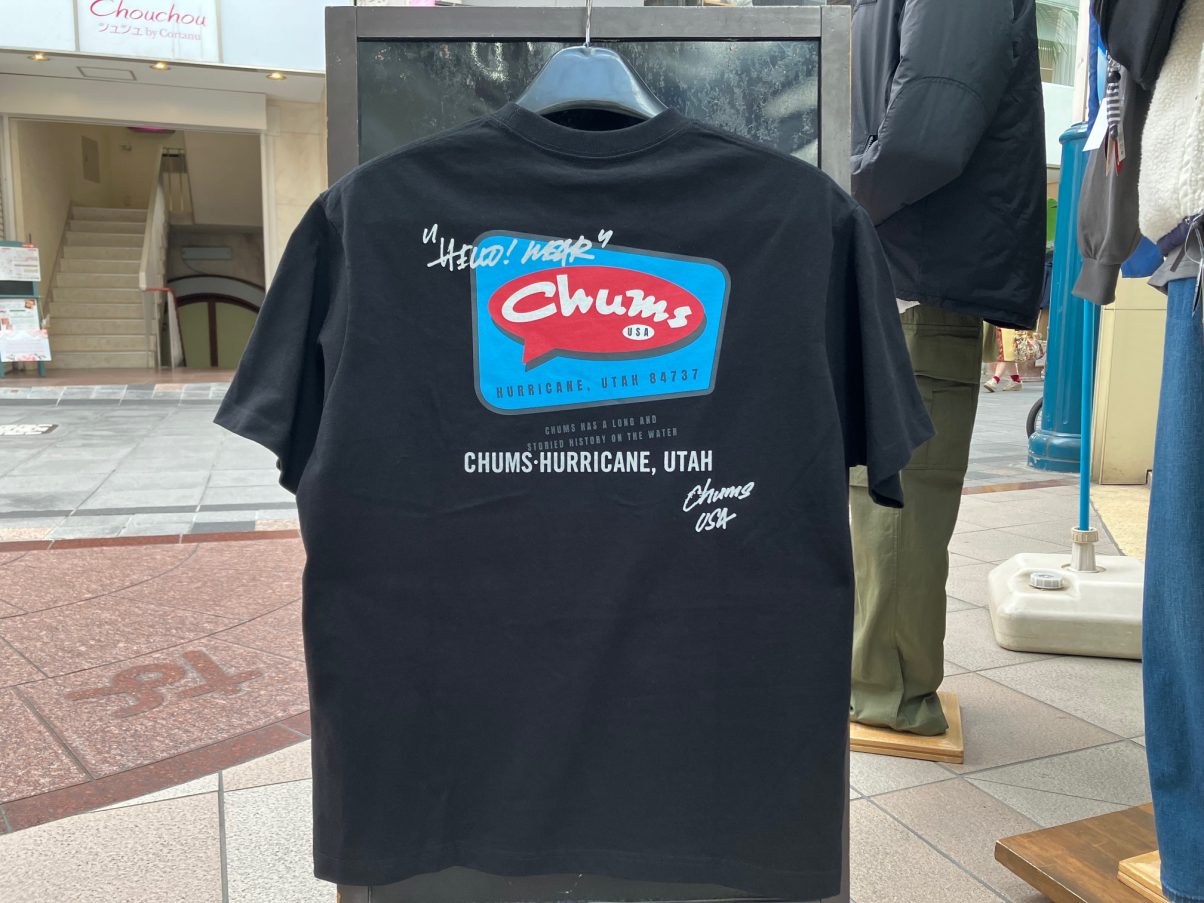 Chouchou
シュシュ by Cortanu
"HELLO! WEAR"
Chums
USA
HURRICANE, UTAH 84737
CHUMS HAS A LONG AND
STORIED HISTORY ON THE WATER
CHUMS·HURRICANE, UTAH
Chums
USA